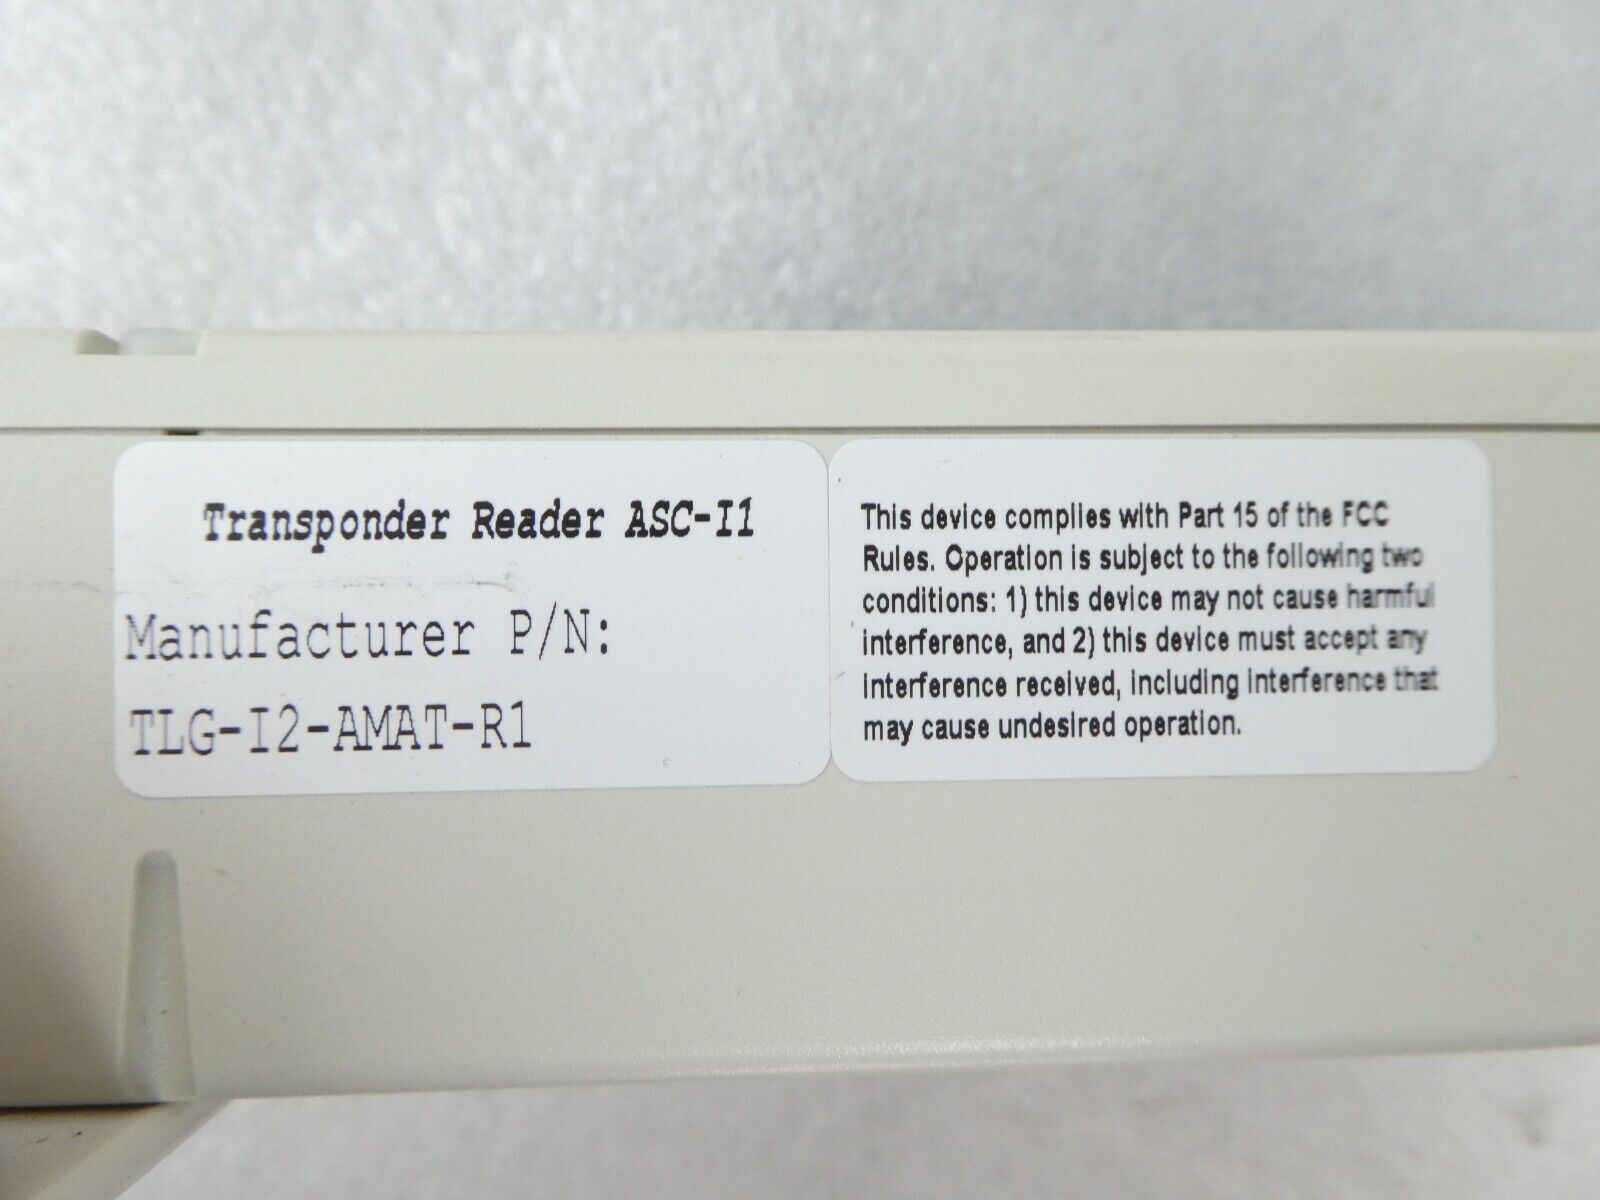 Transponder Reader ASC-I1
Manufacturer P/N:
TLG-I2-AMAT-R1
This device complies with Part 15 of the FCC
Rules. Operation is subject to the following two
conditions: 1) this device may not cause harmful
interference, and 2) this device must accept any
interference received, including interference that
may cause undesired operation.